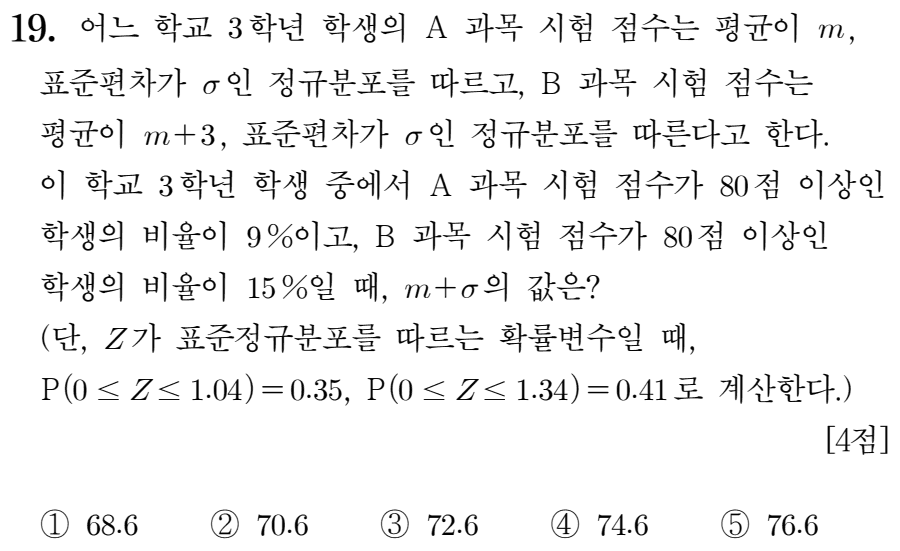 19. 어느 학교 3학년 학생의 A 과목 시험 점수는 평균이 m,
표준편차가 σ인 정규분포를 따르고, B 과목 시험 점수는
평균이 m+3, 표준편차가 σ인 정규분포를 따른다고 한다.
이 학교 3학년 학생 중에서 A 과목 시험 점수가 80점 이상인
학생의 비율이 9%이고, B 과목 시험 점수가 80점 이상인
학생의 비율이 15%일 때, m+σ의 값은?
(단, Z가 표준정규분포를 따르는 확률변수일 때,
P(0 ≤ Z ≤ 1.04)=0.35, P(0 ≤ Z ≤ 1.34)=0.41로 계산한다.)
[4점]
① 68.6 ② 70.6 ③ 72.6 ④ 74.6 ⑤ 76.6